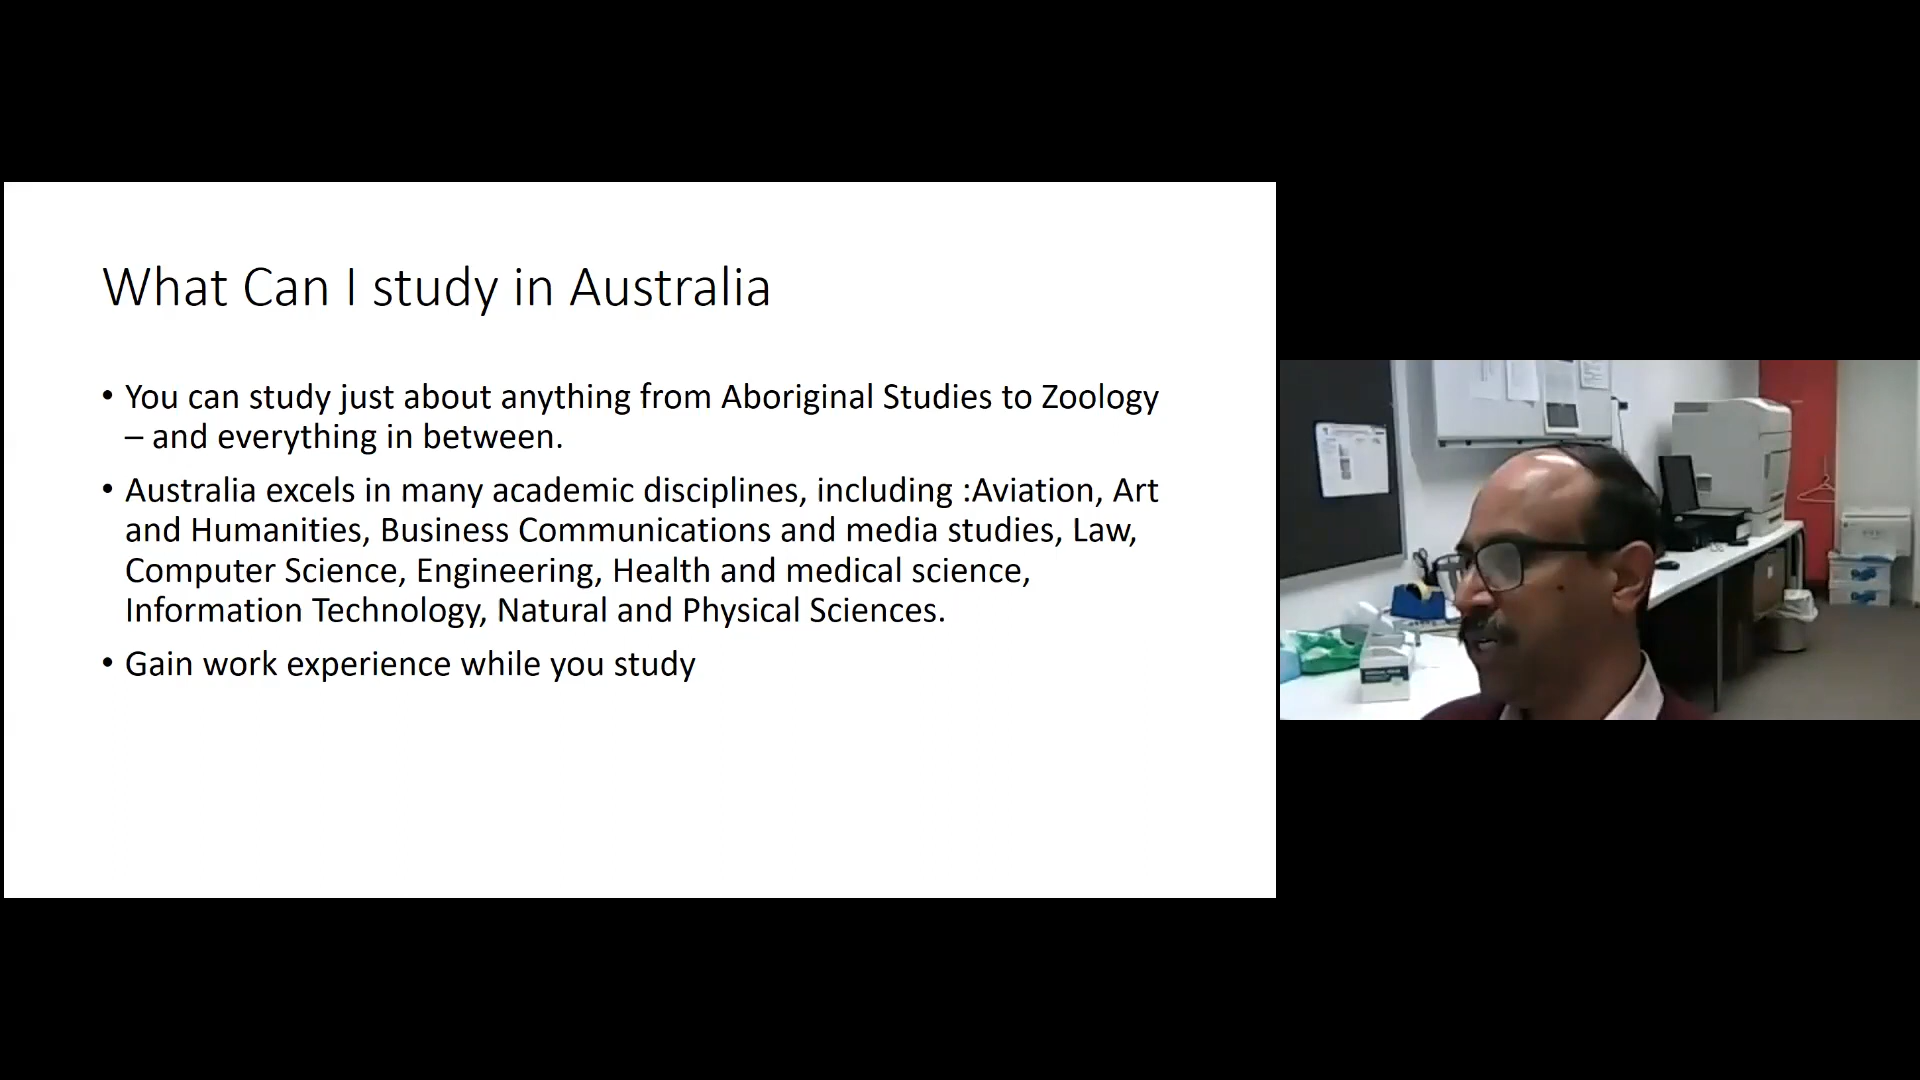 What Can I study in Australia
• You can study just about anything from Aboriginal Studies to Zoology
– and everything in between.
• Australia excels in many academic disciplines, including :Aviation, Art
and Humanities, Business Communications and media studies, Law,
Computer Science, Engineering, Health and medical science,
Information Technology, Natural and Physical Sciences.
• Gain work experience while you study